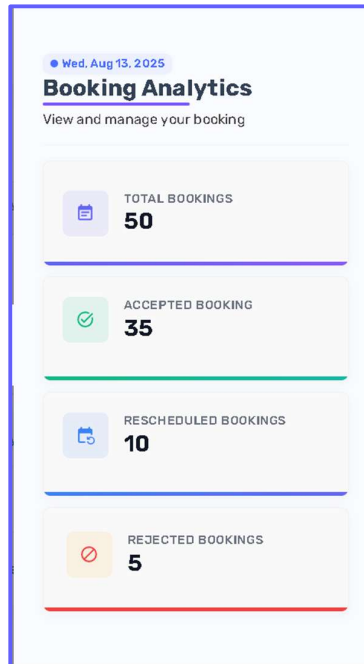 Wed, Aug 13, 2025
Booking Analytics
View and manage your booking
TOTAL BOOKINGS
50
ACCEPTED BOOKING
35
RESCHEDULED BOOKINGS
10
REJECTED BOOKINGS
5